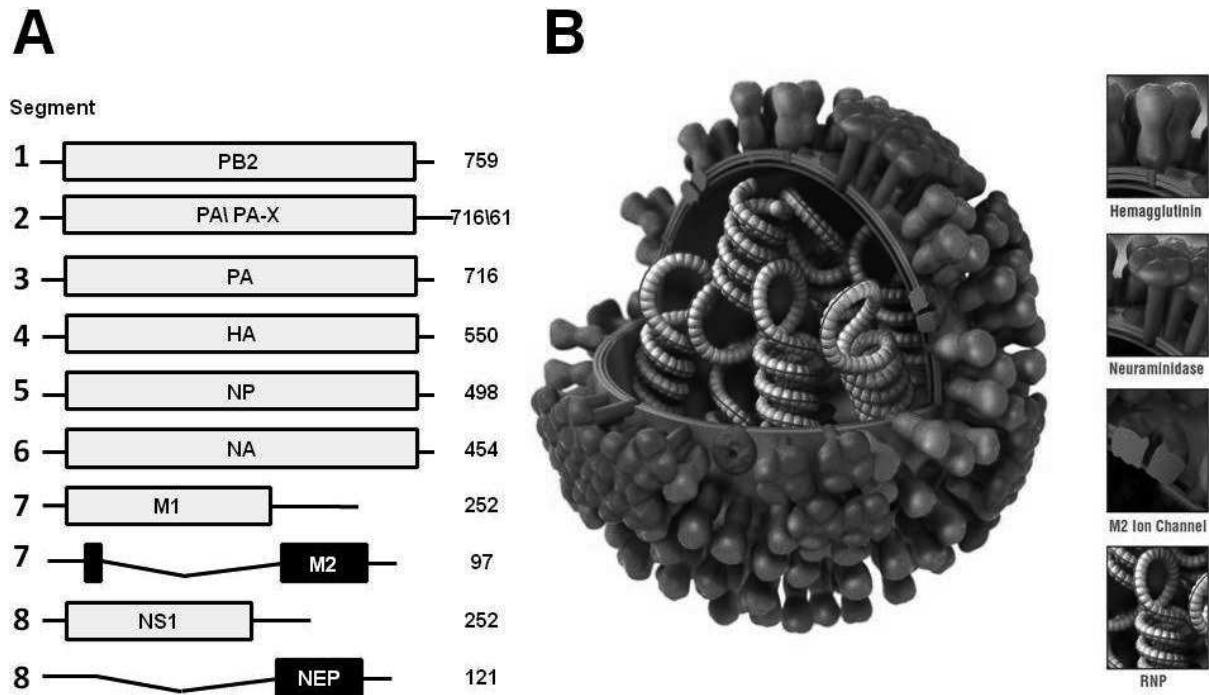 A
B
Segment
1 PB2 759
2 PA\ PA-X 716\61
3 PA 716
4 HA 550
5 NP 498
6 NA 454
7 M1 252
7 M2 97
8 NS1 252
8 NEP 121
Hemagglutinin
Neuraminidase
M2 Ion Channel
RNP